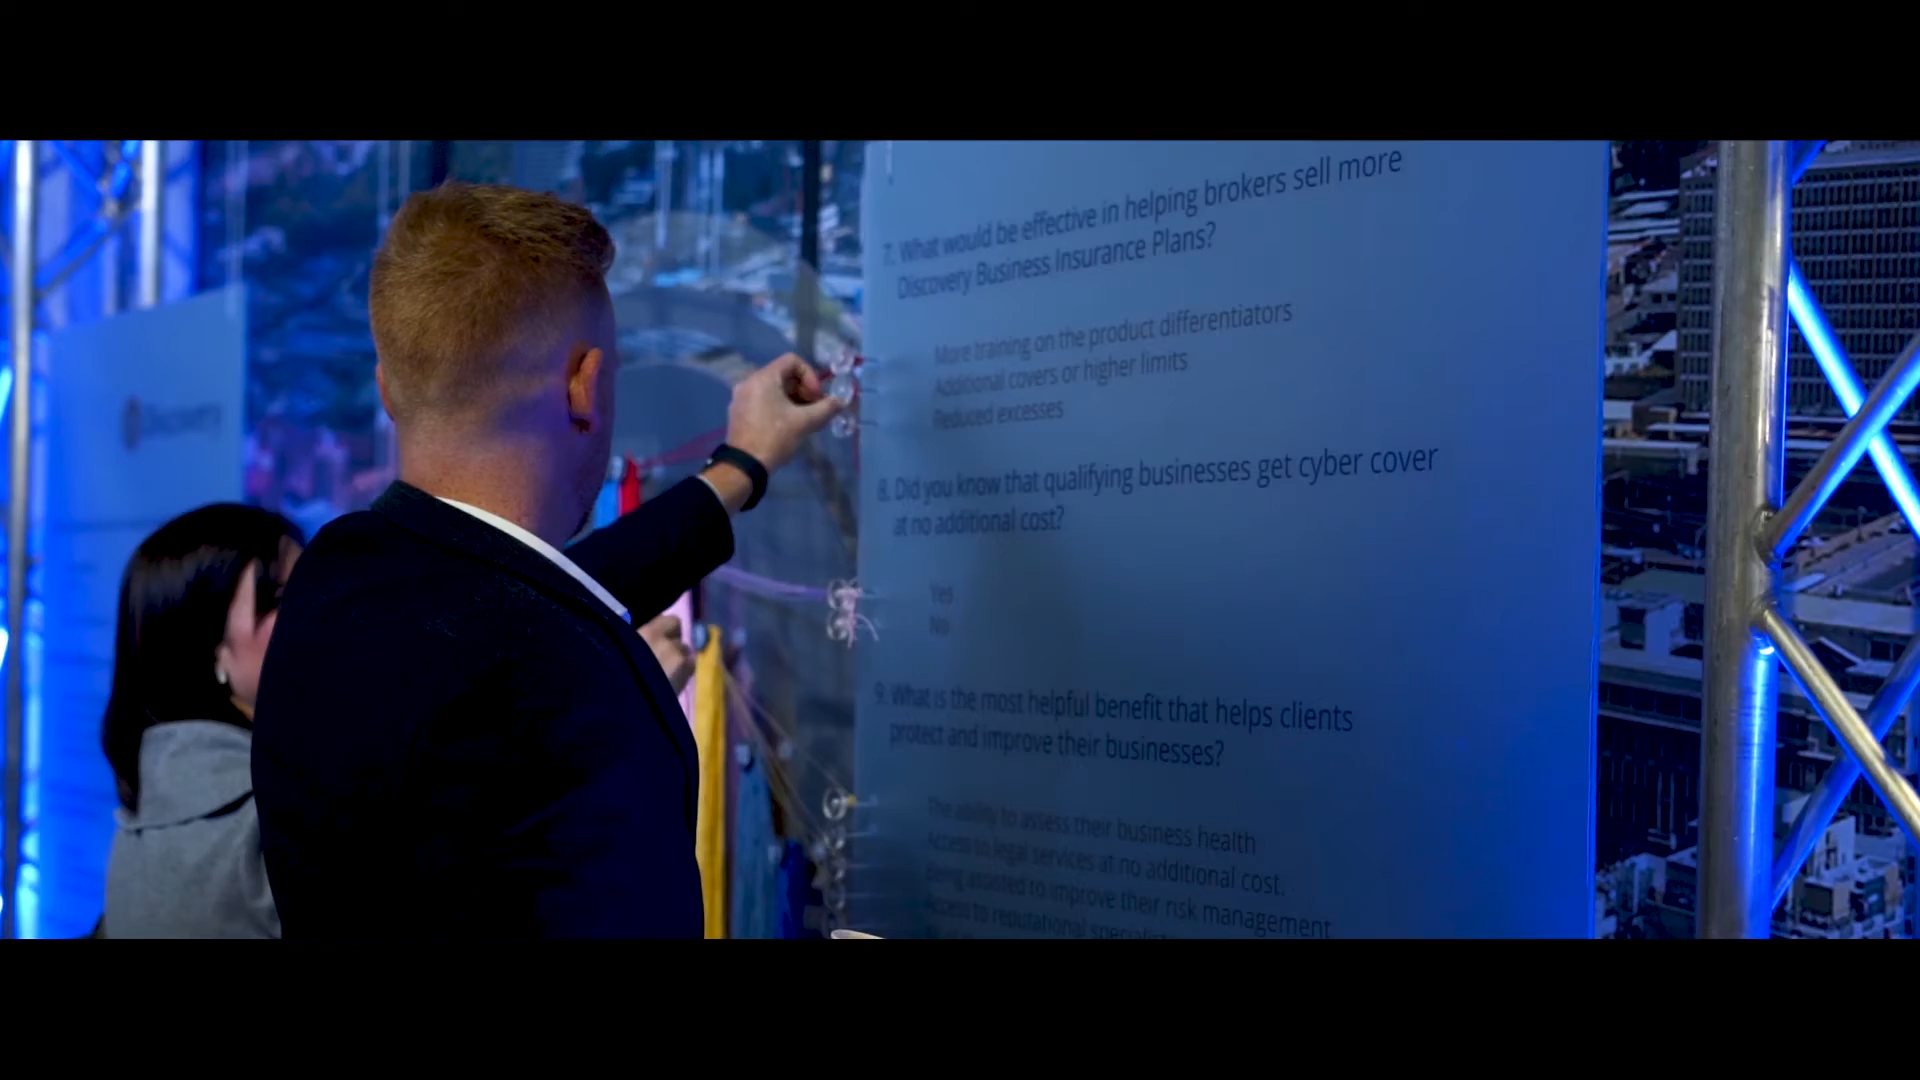 Discovery
7. What would be effective in helping brokers sell more
Discovery Business Insurance Plans?
More training on the product differentiators
Additional covers or higher limits
Reduced excesses
8. Did you know that qualifying businesses get cyber cover
at no additional cost?
Yes
No
9. What is the most helpful benefit that helps clients
protect and improve their businesses?
The ability to assess their business health
Access to legal services at no additional cost.
Being assisted to improve their risk management
Access to reputational